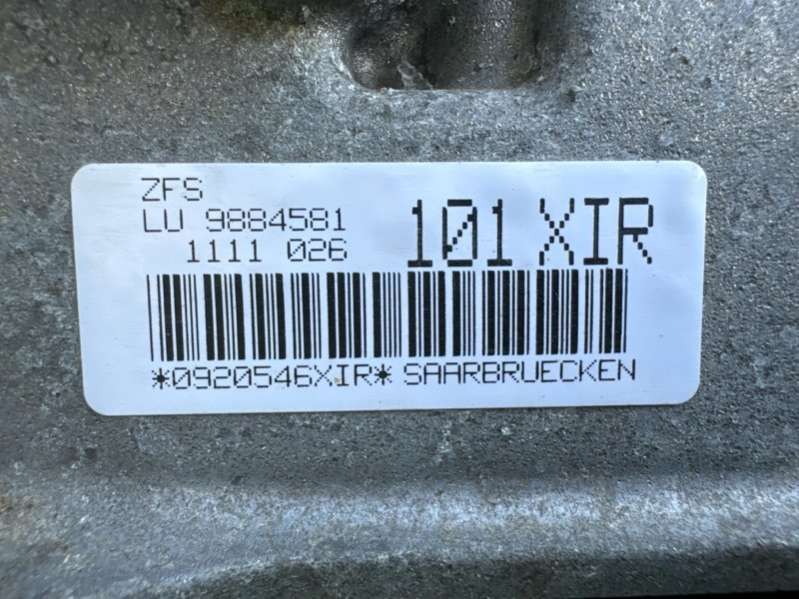 ZFS
LU 9884581
1111 026
101 XIR
*0920546XIR* SAARBRUECKEN